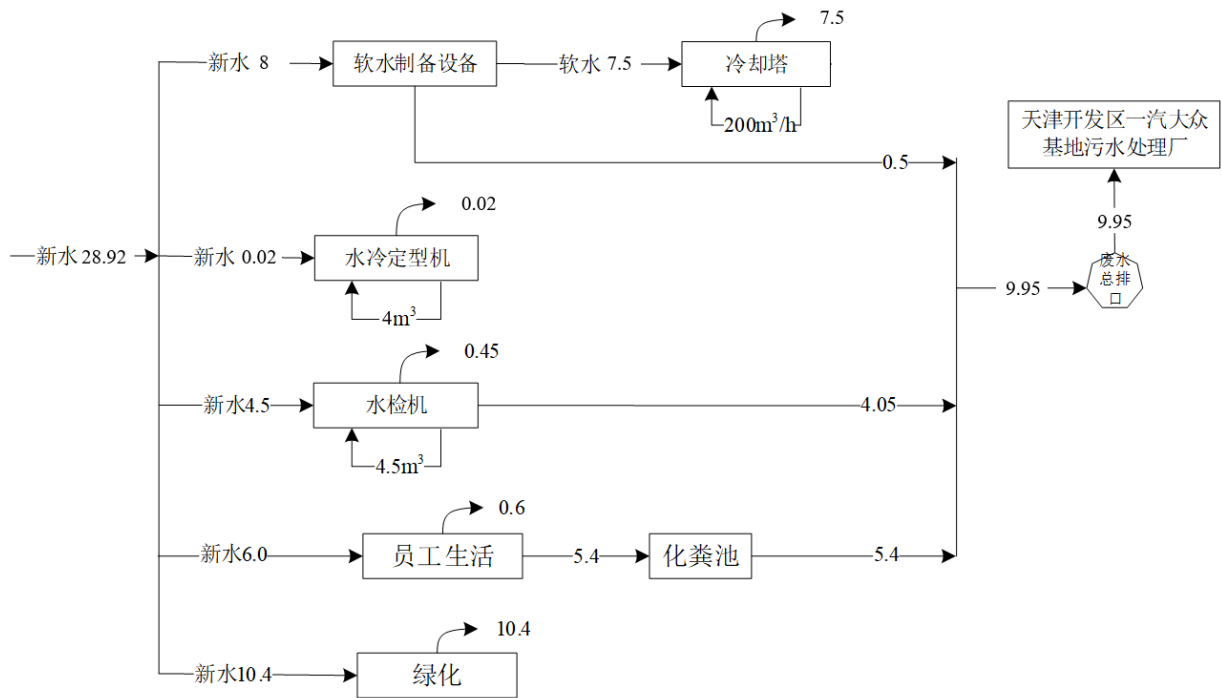 7.5
新水 8
软水制备设备
软水 7.5
冷却塔
200m³/h
天津开发区一汽大众
基地污水处理厂
0.5
9.95
0.02
新水 28.92
新水 0.02
水冷定型机
4m³
废水
总排
口
9.95
0.45
新水4.5
水检机
4.05
4.5m³
0.6
新水6.0
员工生活
5.4
化粪池
5.4
10.4
新水10.4
绿化